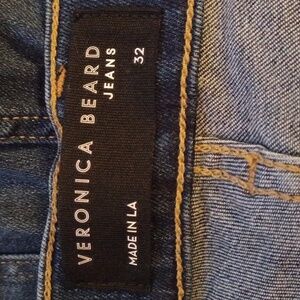 VERONICA BEARD
JEANS
32
MADE IN LA